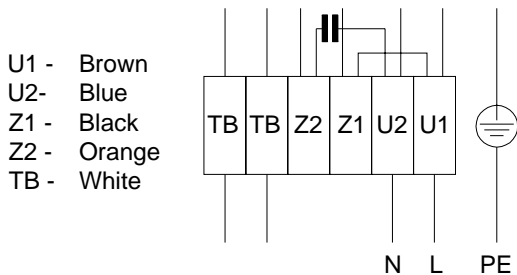 U1 - Brown
U2- Blue
Z1 - Black
Z2 - Orange
TB - White
TB TB Z2 Z1 U2 U1
N L PE